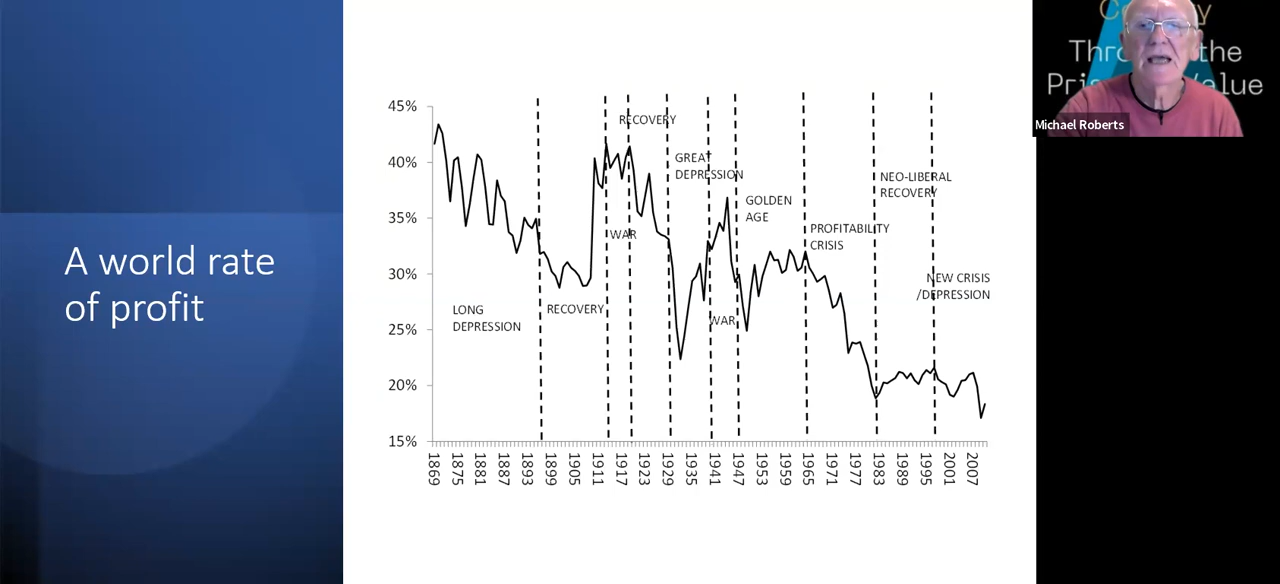 A world rate
of profit
45%
40%
35%
30%
25%
20%
15%
RECOVERY
GREAT
DEPRESSION
NEO-LIBERAL
RECOVERY
GOLDEN
AGE
PROFITABILITY
CRISIS
WAR
NEW CRISIS
/DEPRESSION
LONG
DEPRESSION
RECOVERY
WAR
1869
1875
1881
1887
1893
1899
1905
1911
1917
1923
1929
1935
1941
1947
1953
1959
1965
1971
1977
1983
1989
1995
2001
2007
the
Michael Roberts